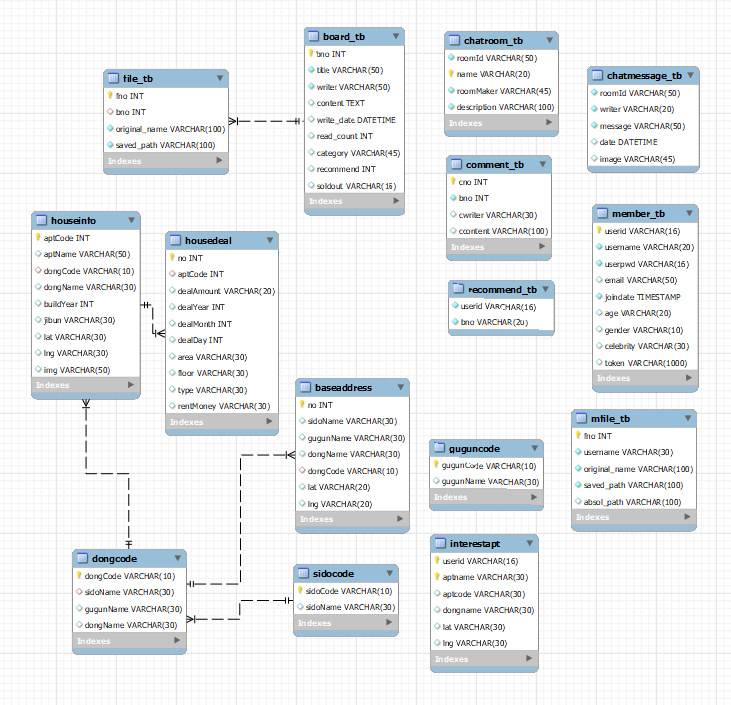 board_tb
bno INT
title VARCHAR(50)
writer VARCHAR(50)
content TEXT
write_date DATETIME
read_count INT
category VARCHAR(45)
recommend INT
soldout VARCHAR(16)
Indexes
chatroom_tb
roomId VARCHAR(50)
name VARCHAR(20)
roomMaker VARCHAR(45)
description VARCHAR(100)
Indexes
file_tb
fno INT
bno INT
original_name VARCHAR(100)
saved_path VARCHAR(100)
Indexes
chatmessage_tb
roomId VARCHAR(50)
writer VARCHAR(20)
message VARCHAR(50)
date DATETIME
image VARCHAR(45)
Indexes
comment_tb
cno INT
bno INT
cwriter VARCHAR(30)
ccontent VARCHAR(100)
Indexes
member_tb
userid VARCHAR(16)
username VARCHAR(20)
userpwd VARCHAR(16)
email VARCHAR(50)
joindate TIMESTAMP
age VARCHAR(20)
gender VARCHAR(10)
celebrity VARCHAR(30)
token VARCHAR(1000)
Indexes
houseinfo
aptCode INT
aptName VARCHAR(50)
dongCode VARCHAR(10)
dongName VARCHAR(30)
buildYear INT
jibun VARCHAR(30)
lat VARCHAR(30)
lng VARCHAR(30)
img VARCHAR(50)
Indexes
housedeal
no INT
aptCode INT
dealAmount VARCHAR(20)
dealYear INT
dealMonth INT
dealDay INT
area VARCHAR(30)
floor VARCHAR(30)
type VARCHAR(30)
rentMoney VARCHAR(30)
Indexes
recommend_tb
userid VARCHAR(16)
bno VARCHAR(20)
baseaddress
no INT
sidoName VARCHAR(30)
gugunName VARCHAR(30)
dongName VARCHAR(30)
dongCode VARCHAR(10)
lat VARCHAR(20)
lng VARCHAR(20)
Indexes
mfile_tb
fno INT
username VARCHAR(30)
original_name VARCHAR(100)
saved_path VARCHAR(100)
absol_path VARCHAR(100)
Indexes
guguncode
gugunCode VARCHAR(10)
gugunName VARCHAR(30)
Indexes
interestapt
userid VARCHAR(16)
aptname VARCHAR(30)
aptcode VARCHAR(30)
dongname VARCHAR(30)
lat VARCHAR(30)
lng VARCHAR(30)
Indexes
dongcode
dongCode VARCHAR(10)
sidoName VARCHAR(30)
gugunName VARCHAR(30)
dongName VARCHAR(30)
Indexes
sidocode
sidoCode VARCHAR(10)
sidoName VARCHAR(30)
Indexes